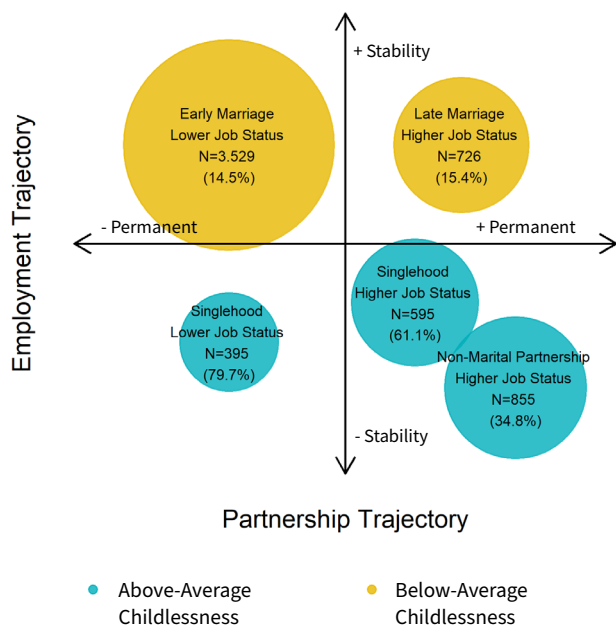 + Stability
Early Marriage
Lower Job Status
N=3.529
(14.5%)
Late Marriage
Higher Job Status
N=726
(15.4%)
Employment Trajectory
- Permanent
+ Permanent
Singlehood
Higher Job Status
N=595
(61.1%)
Singlehood
Lower Job Status
N=395
(79.7%)
Non-Marital Partnership
Higher Job Status
N=855
(34.8%)
- Stability
Partnership Trajectory
Above-Average
Childlessness
Below-Average
Childlessness